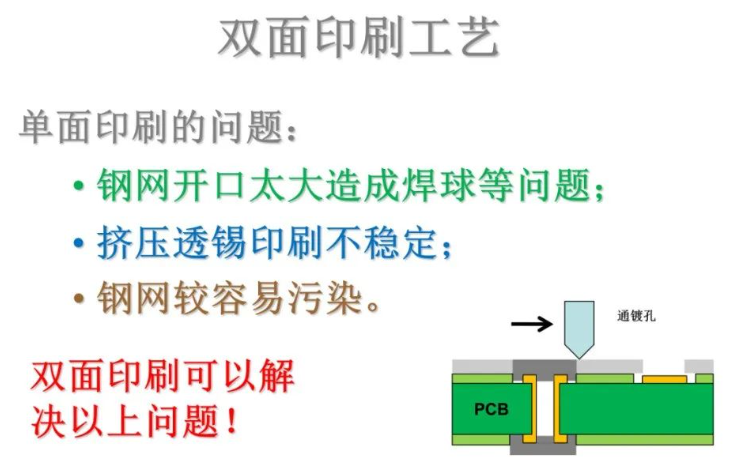 双面印刷工艺
单面印刷的问题：
• 钢网开口太大造成焊球等问题；
• 挤压透锡印刷不稳定；
• 钢网较容易污染。
通镀孔
双面印刷可以解
决以上问题！
PCB